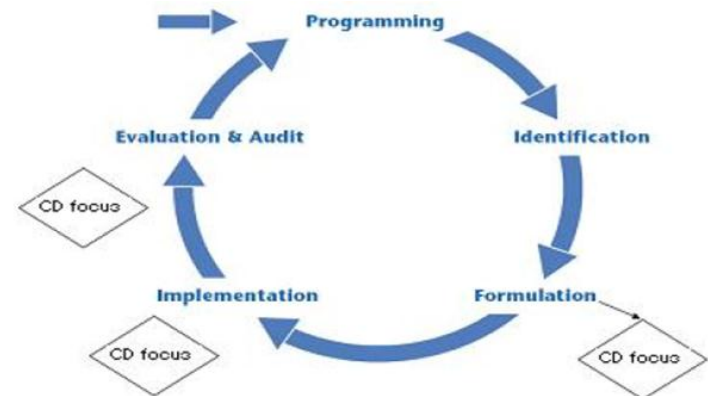 Programming
Evaluation & Audit
Identification
CD focus
Implementation
Formulation
CD focus
CD focus